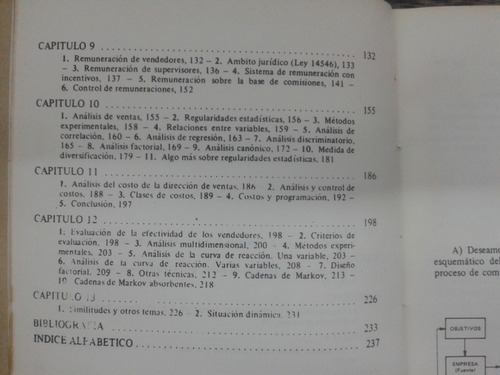 CAPITULO 9 132
1. Remuneración de vendedores, 132 – 2. Ambito jurídico (Ley 14546), 133
– 3. Remuneración de supervisores, 136 – 4. Sistema de remuneración con
incentivos, 137 – 5. Remuneración sobre la base de comisiones, 141 –
6. Control de remuneraciones, 152
CAPITULO 10 155
1. Análisis de ventas, 155 – 2. Regularidades estadísticas, 156 – 3. Métodos
experimentales, 158 – 4. Relaciones entre variables, 159 – 5. Análisis de
correlación, 160 – 6. Análisis de regresión, 163 – 7. Análisis discriminatorio,
165 – 8. Análisis factorial, 169 – 9. Análisis canónico, 172 – 10. Medida de
diversificación, 179 – 11. Algo más sobre regularidades estadísticas, 181
CAPITULO 11 186
1. Análisis del costo de la dirección de ventas, 186 2. Análisis y control de
costos, 188 – 3. Clases de costos, 189 – 4. Costos y programación, 192 –
5. Conclusión, 197
CAPITULO 12 198
1. Evaluación de la efectividad de los vendedores, 198 – 2. Criterios de
evaluación, 198 – 3. Análisis multidimensional, 200 – 4. Métodos experi-
mentales, 203 – 5. Análisis de la curva de reacción. Una variable, 203 –
6. Análisis de la curva de reacción. Varias variables, 208 - 7. Diseño
factorial, 209 – 8. Otras técnicas, 212 – 9. Cadenas de Markov, 213 –
10. Cadenas de Markov absorbentes, 218
CAPITULO 13 226
1. Similitudes y otros temas, 226 – 2. Situación dinámica, 231
BIBLIOGRAFIA 233
INDICE ALFABETICO 237
A) Deseamos
esquemático del
proceso de com
OBJETIVOS
EMPRESA
(Fuente)